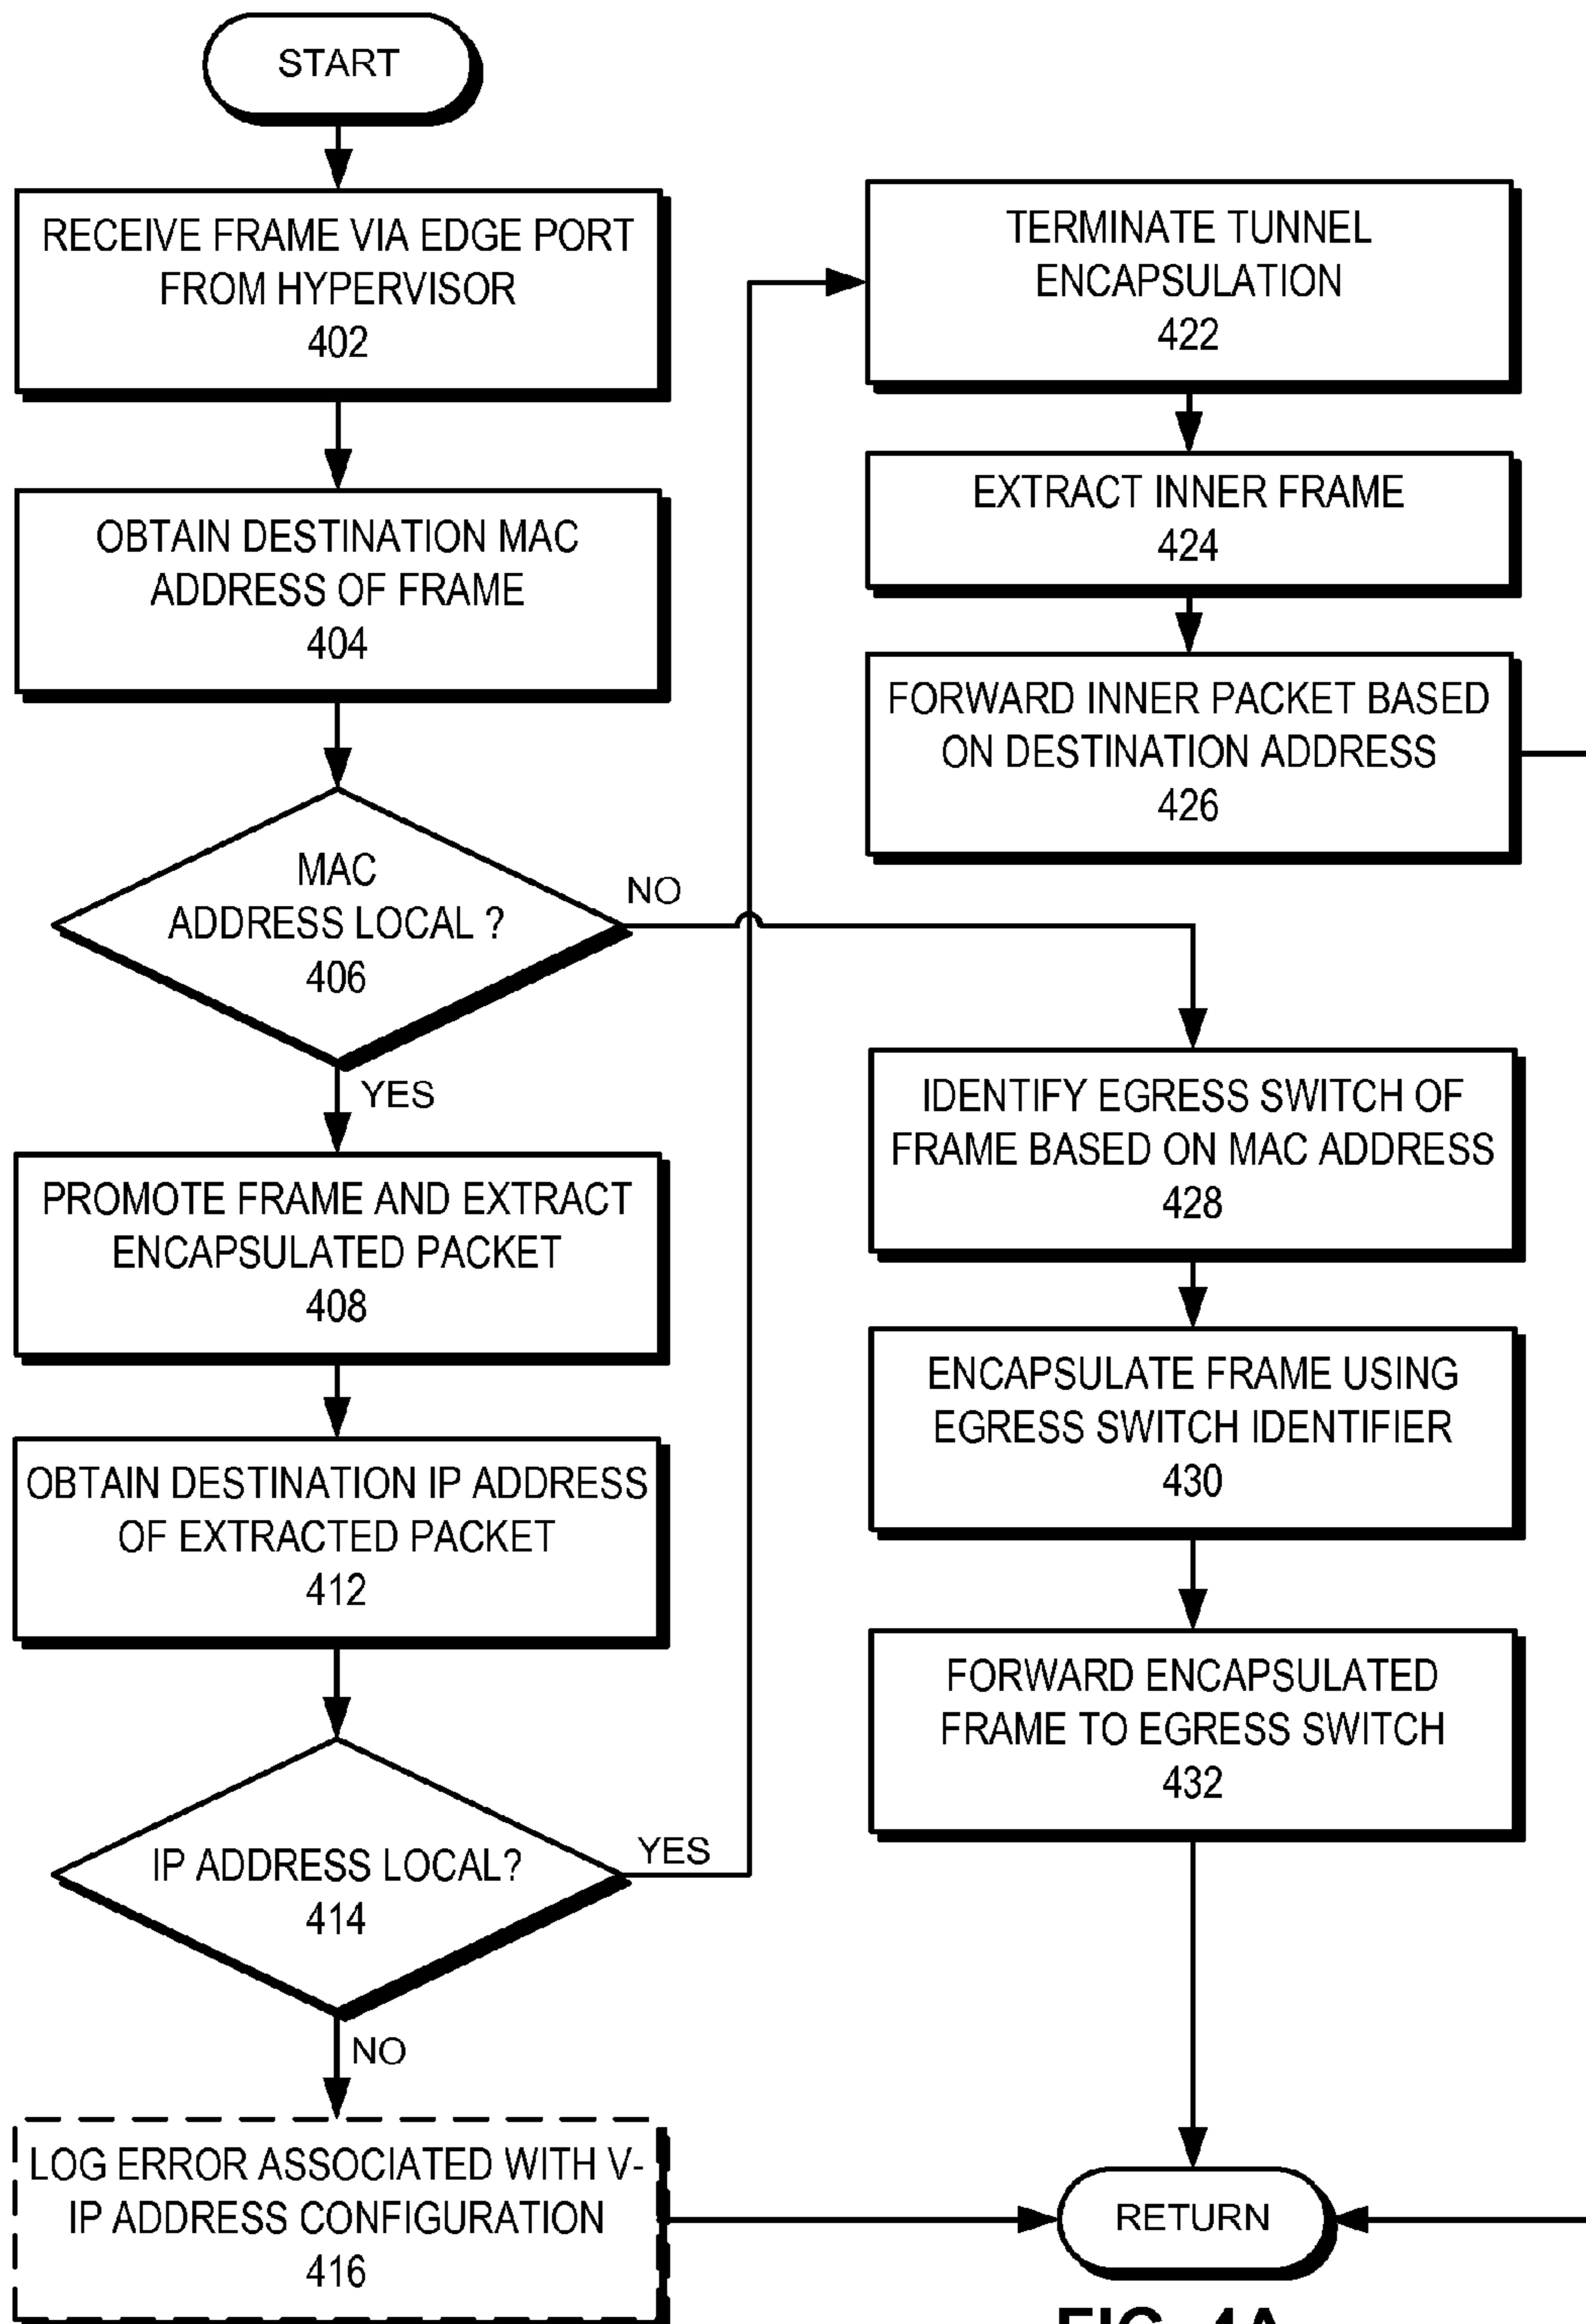 START
RECEIVE FRAME VIA EDGE PORT
FROM HYPERVISOR
402
OBTAIN DESTINATION MAC
ADDRESS OF FRAME
404
MAC
ADDRESS LOCAL ?
406
NO
YES
PROMOTE FRAME AND EXTRACT
ENCAPSULATED PACKET
408
OBTAIN DESTINATION IP ADDRESS
OF EXTRACTED PACKET
412
IP ADDRESS LOCAL?
414
YES
NO
LOG ERROR ASSOCIATED WITH V-
IP ADDRESS CONFIGURATION
416
TERMINATE TUNNEL
ENCAPSULATION
422
EXTRACT INNER FRAME
424
FORWARD INNER PACKET BASED
ON DESTINATION ADDRESS
426
IDENTIFY EGRESS SWITCH OF
FRAME BASED ON MAC ADDRESS
428
ENCAPSULATE FRAME USING
EGRESS SWITCH IDENTIFIER
430
FORWARD ENCAPSULATED
FRAME TO EGRESS SWITCH
432
RETURN
FIG. 4A